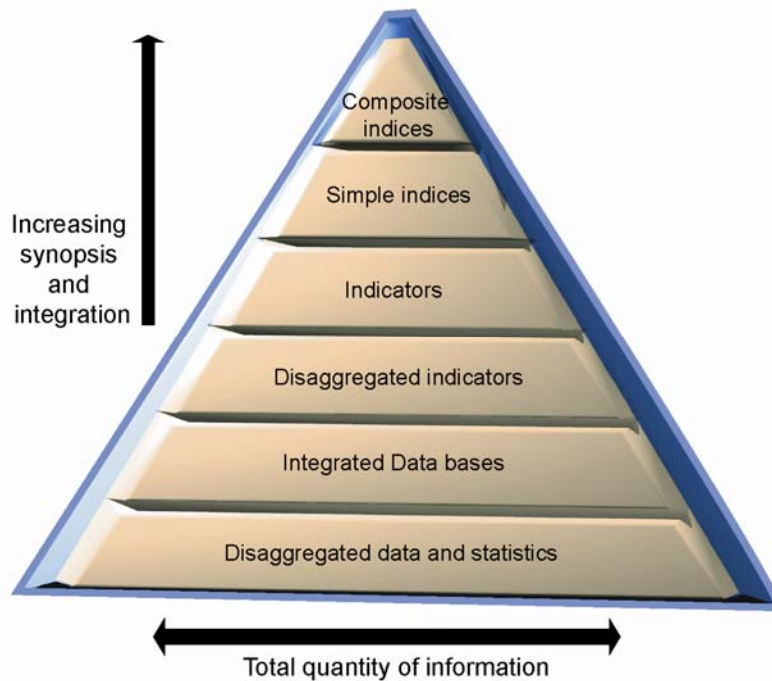 Composite
indices
Simple indices
Increasing
synopsis
and
integration
Indicators
Disaggregated indicators
Integrated Data bases
Disaggregated data and statistics
Total quantity of information